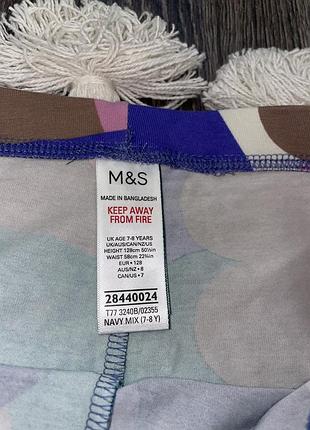 M&S
MADE IN BANGLADESH
KEEP AWAY
FROM FIRE
UK AGE 7-8 YEARS
UK/AUS/CAN/NZ/US
HEIGHT 128cm 50½in
WAIST 58cm 22¾in
EUR • 128
AUS/NZ • 8
CAN/US • 7
28440024
T77 3240B/02355
NAVY MIX (7-8 Y)